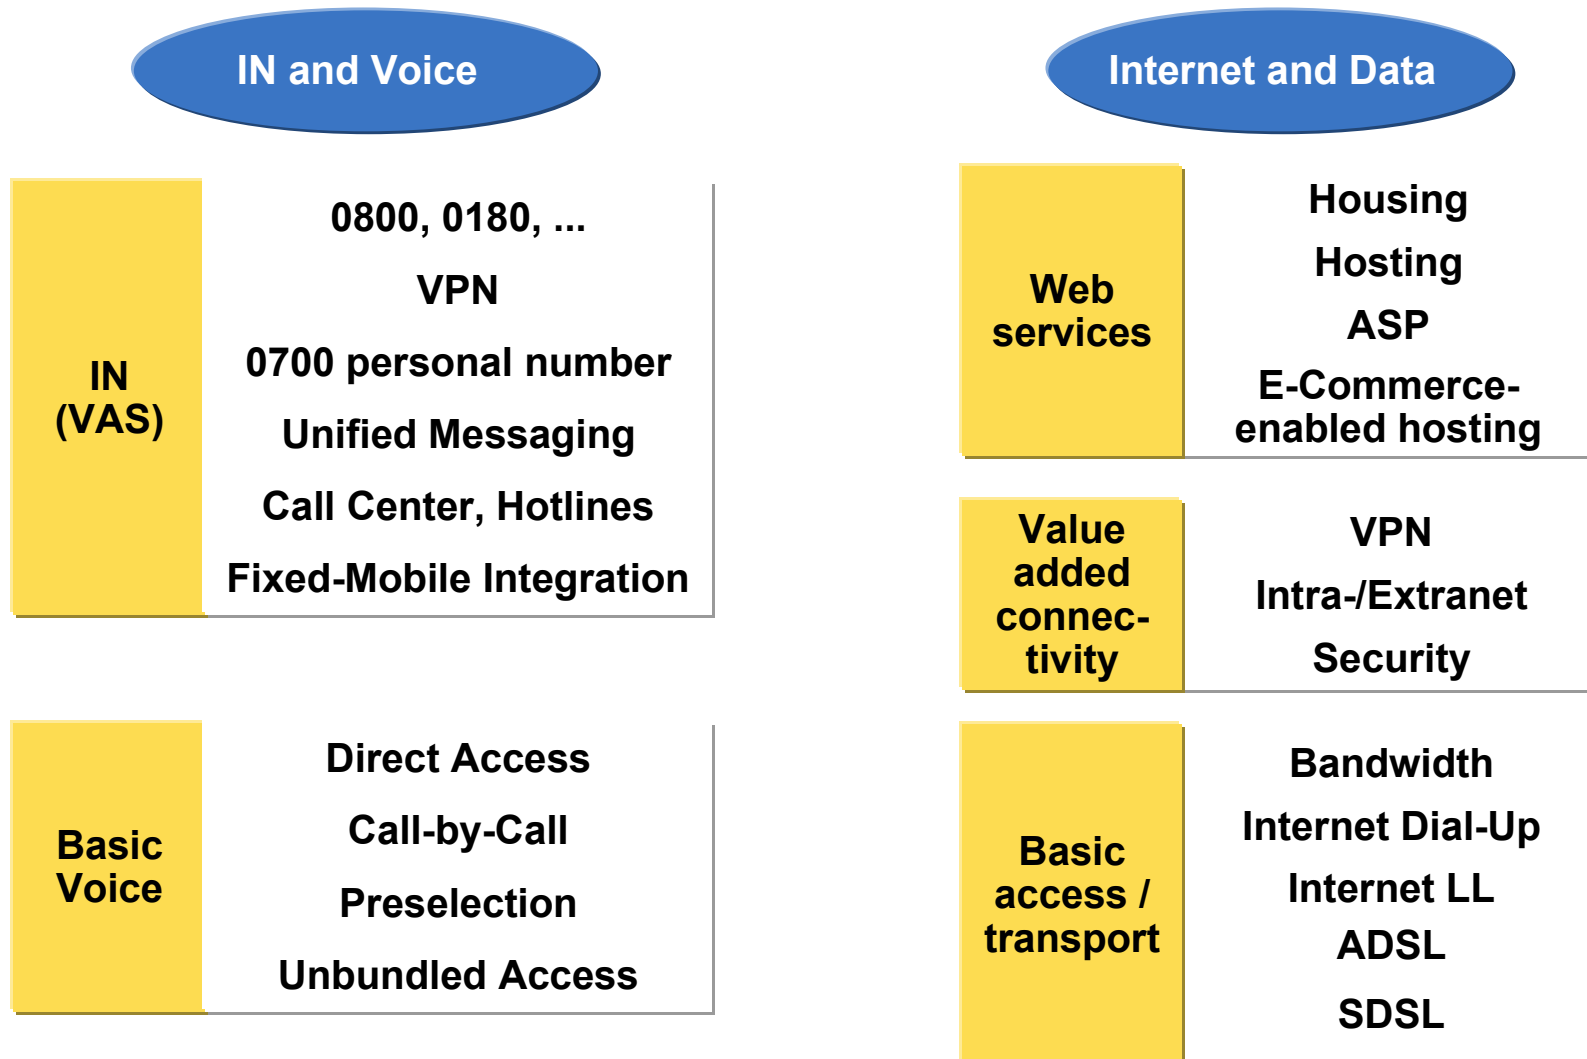 IN and Voice
IN
(VAS)
0800, 0180, ...
VPN
0700 personal number
Unified Messaging
Call Center, Hotlines
Fixed-Mobile Integration
Basic
Voice
Direct Access
Call-by-Call
Preselection
Unbundled Access
Internet and Data
Web
services
Housing
Hosting
ASP
E-Commerce-
enabled hosting
Value
added
connec-
tivity
VPN
Intra-/Extranet
Security
Basic
access /
transport
Bandwidth
Internet Dial-Up
Internet LL
ADSL
SDSL